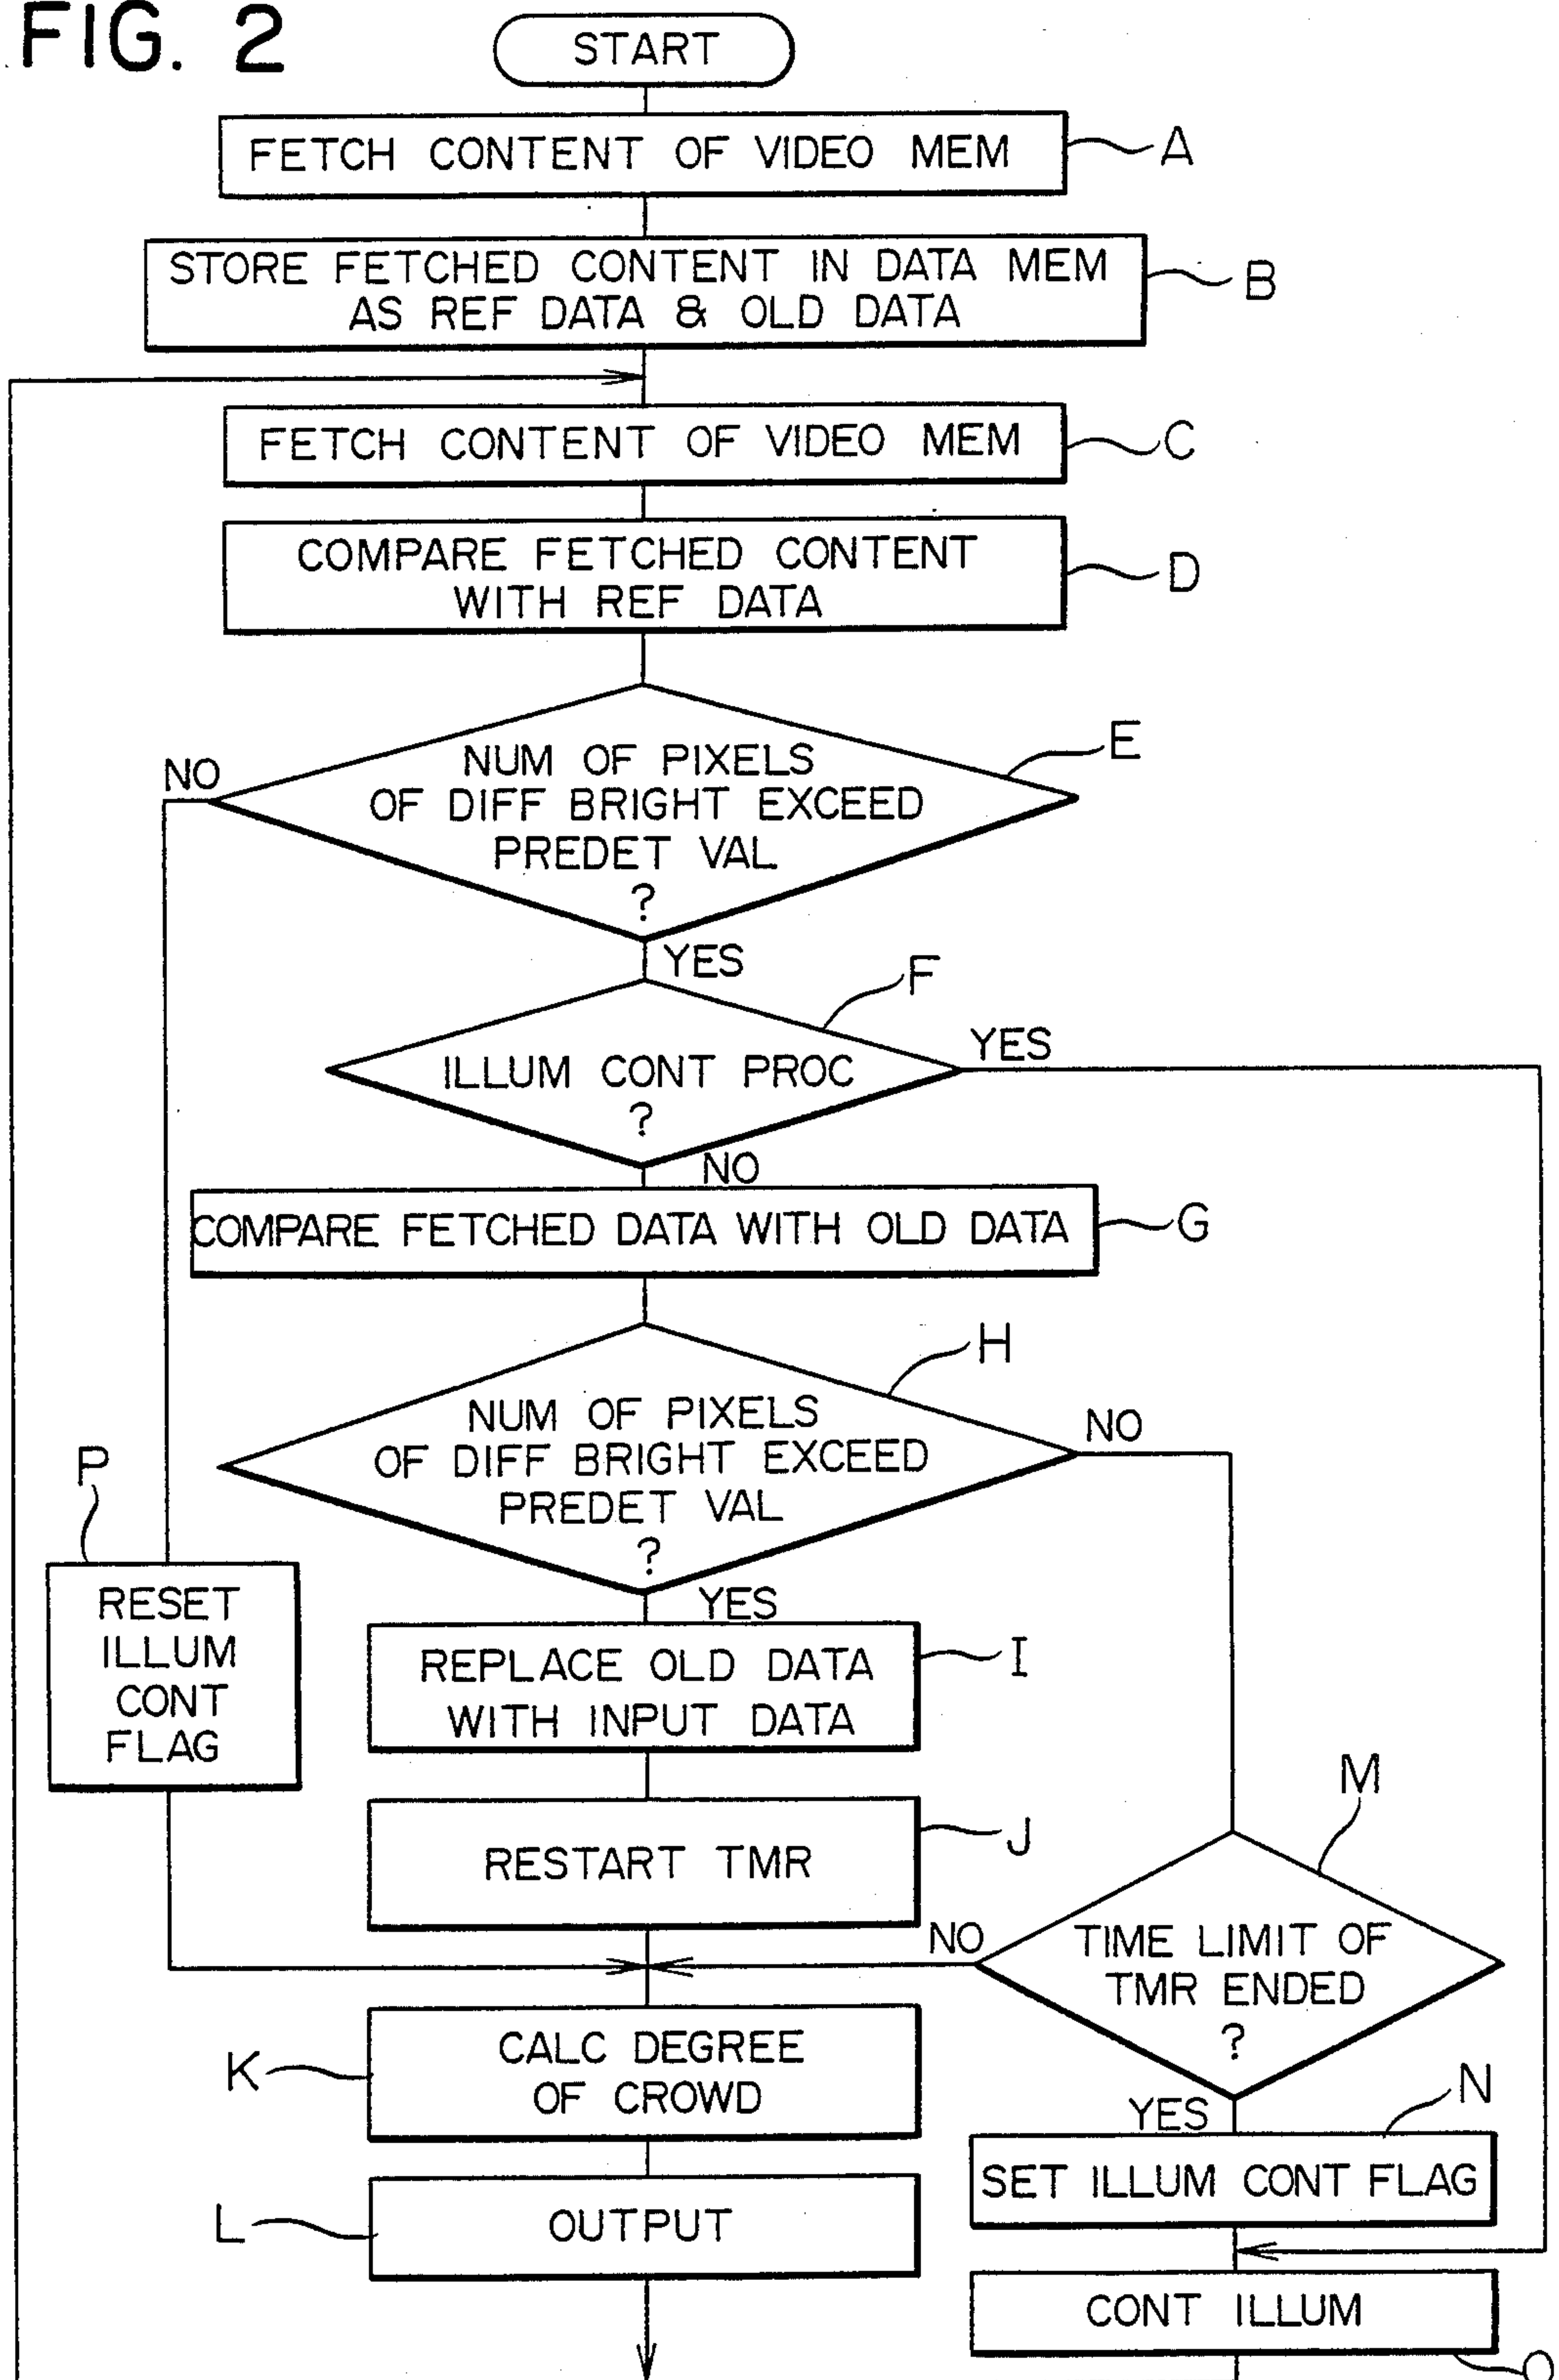 FIG. 2
START
FETCH CONTENT OF VIDEO MEM
A
STORE FETCHED CONTENT IN DATA MEM
AS REF DATA & OLD DATA
B
FETCH CONTENT OF VIDEO MEM
C
COMPARE FETCHED CONTENT
WITH REF DATA
D
E
NO
NUM OF PIXELS
OF DIFF BRIGHT EXCEED
PREDET VAL
?
YES
F
YES
ILLUM CONT PROC
?
NO
COMPARE FETCHED DATA WITH OLD DATA
G
H
NO
NUM OF PIXELS
OF DIFF BRIGHT EXCEED
PREDET VAL
?
YES
P
RESET
ILLUM
CONT
FLAG
REPLACE OLD DATA
WITH INPUT DATA
I
RESTART TMR
J
M
NO
TIME LIMIT OF
TMR ENDED
?
YES
CALC DEGREE
OF CROWD
K
N
SET ILLUM CONT FLAG
OUTPUT
L
CONT ILLUM
O